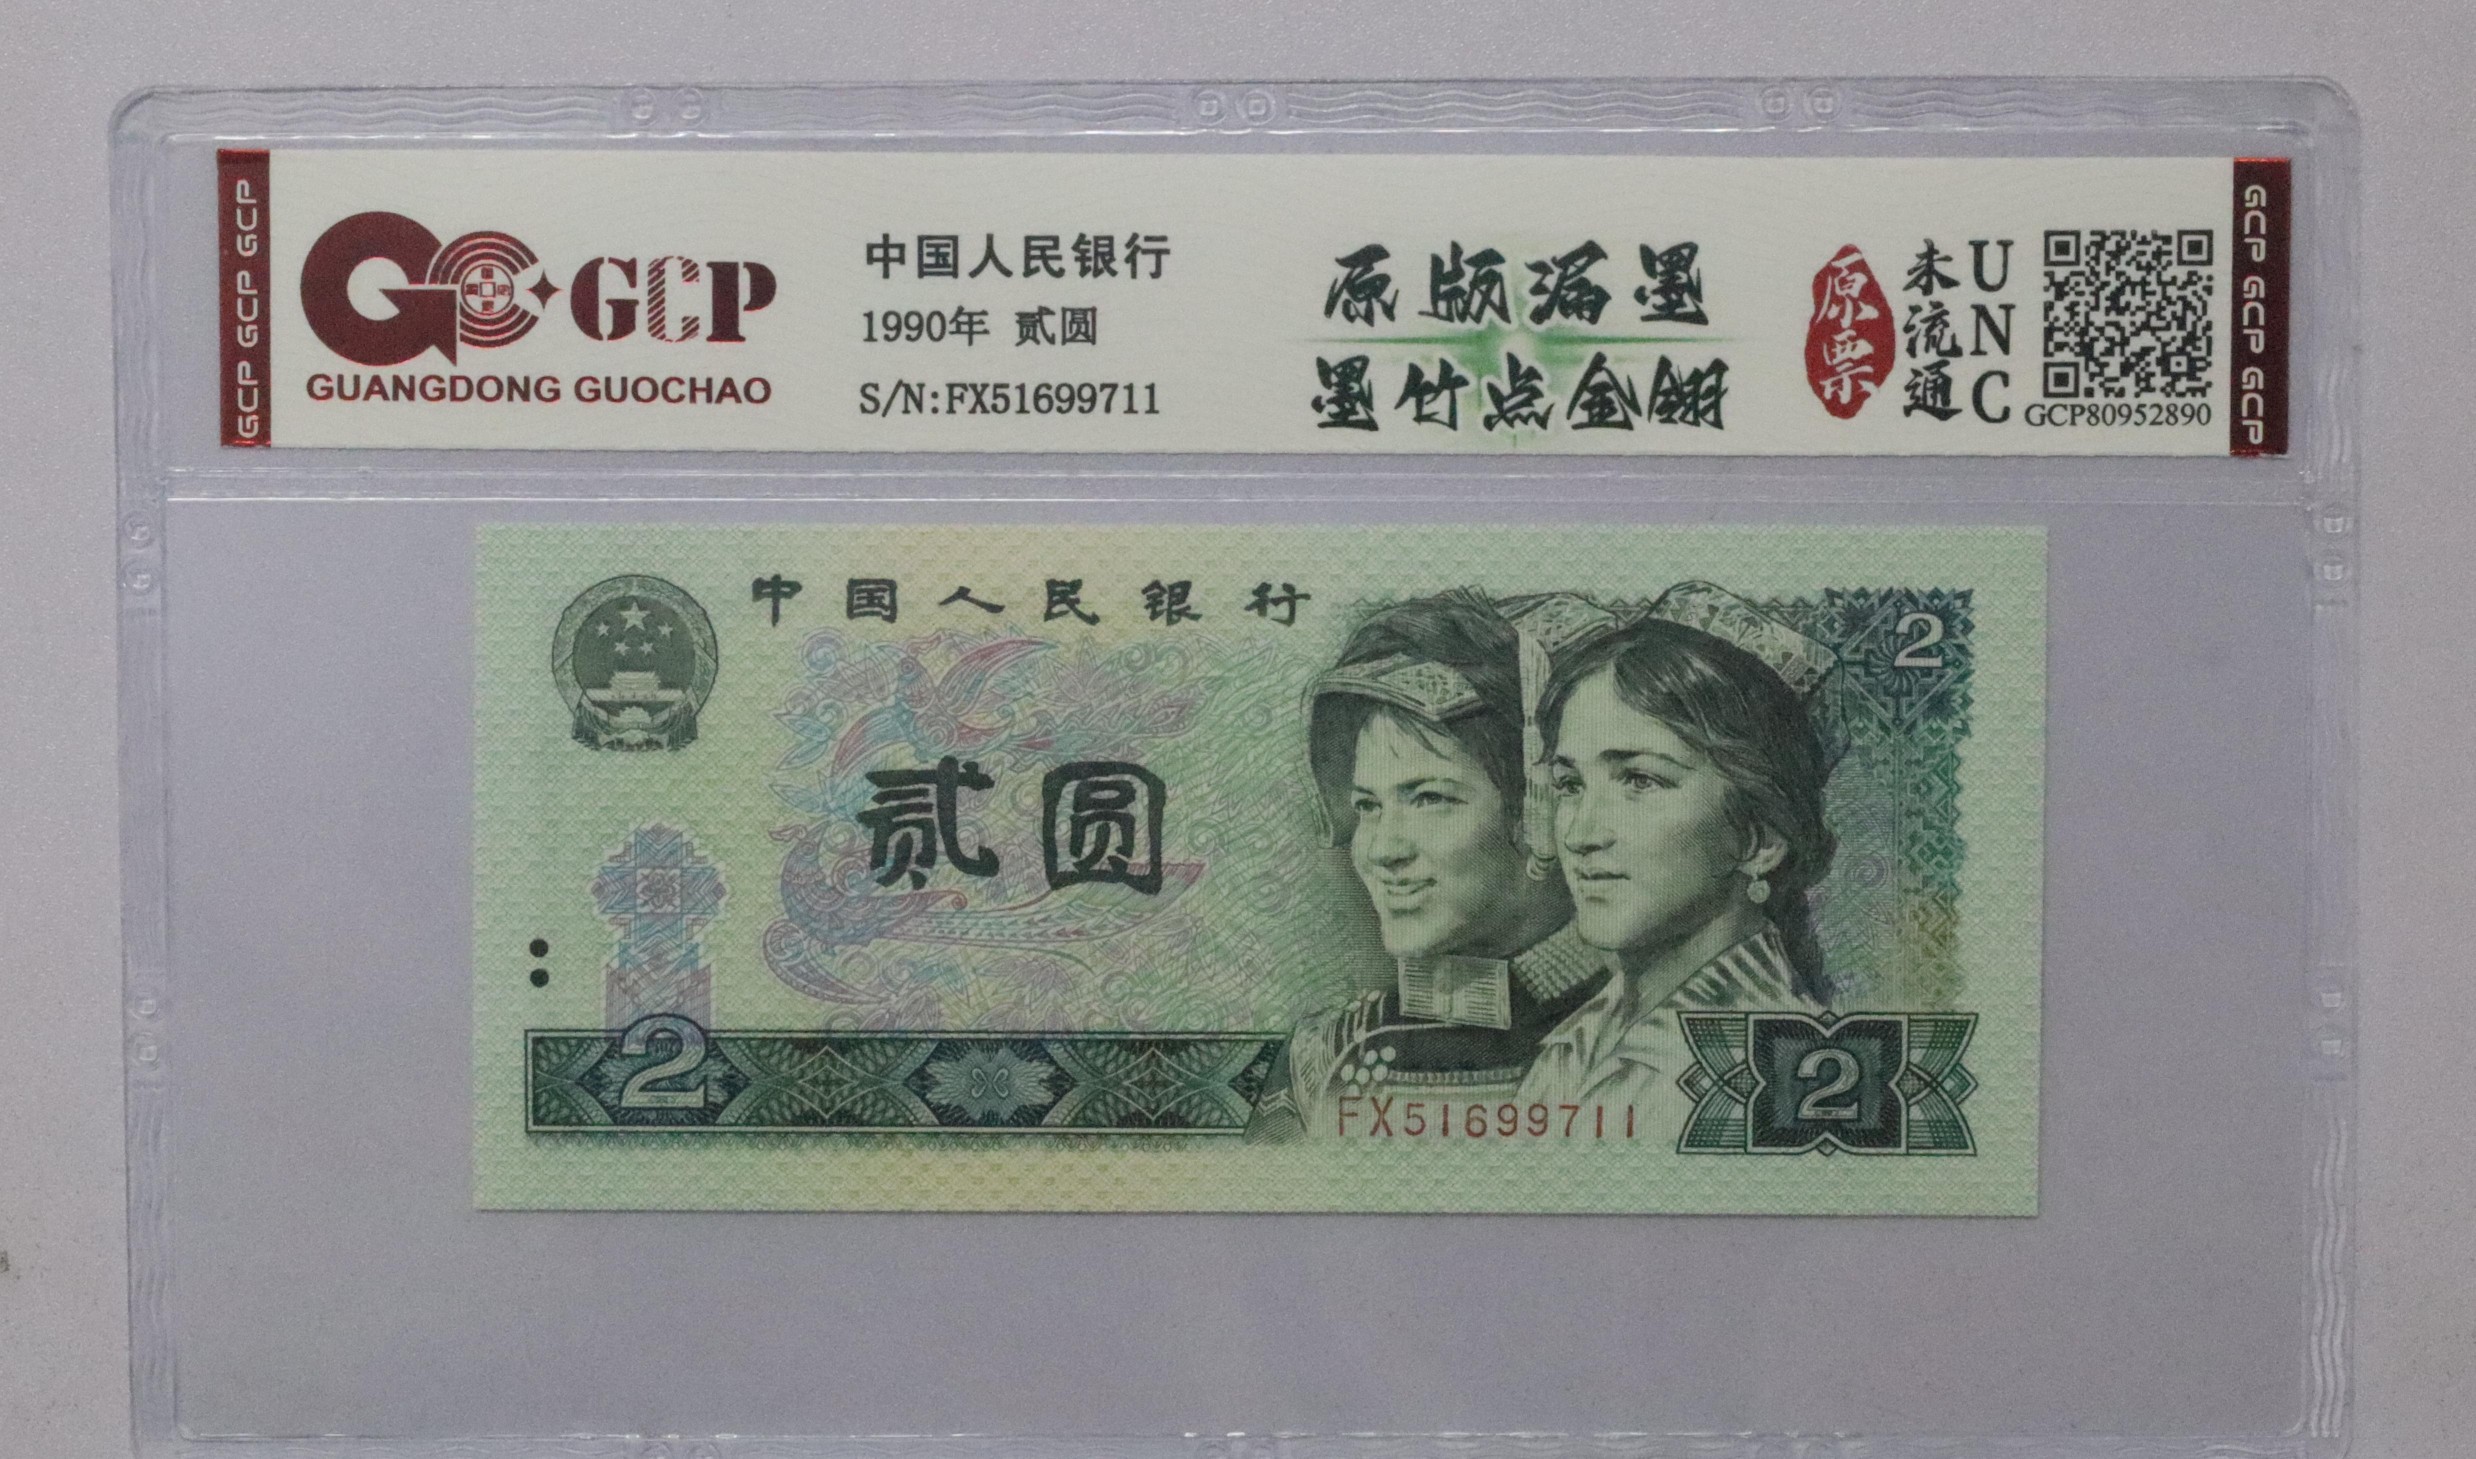 GCP GCP GCP
GCP
GUANGDONG GUOCHAO
中国人民银行
1990年 贰圆
S/N:FX51699711
原版漏墨
墨竹点金翎
原票
未流通
UNC
GCP80952890
GCP GCP GCP
中国人民银行
2
贰圆
2
FX51699711
2